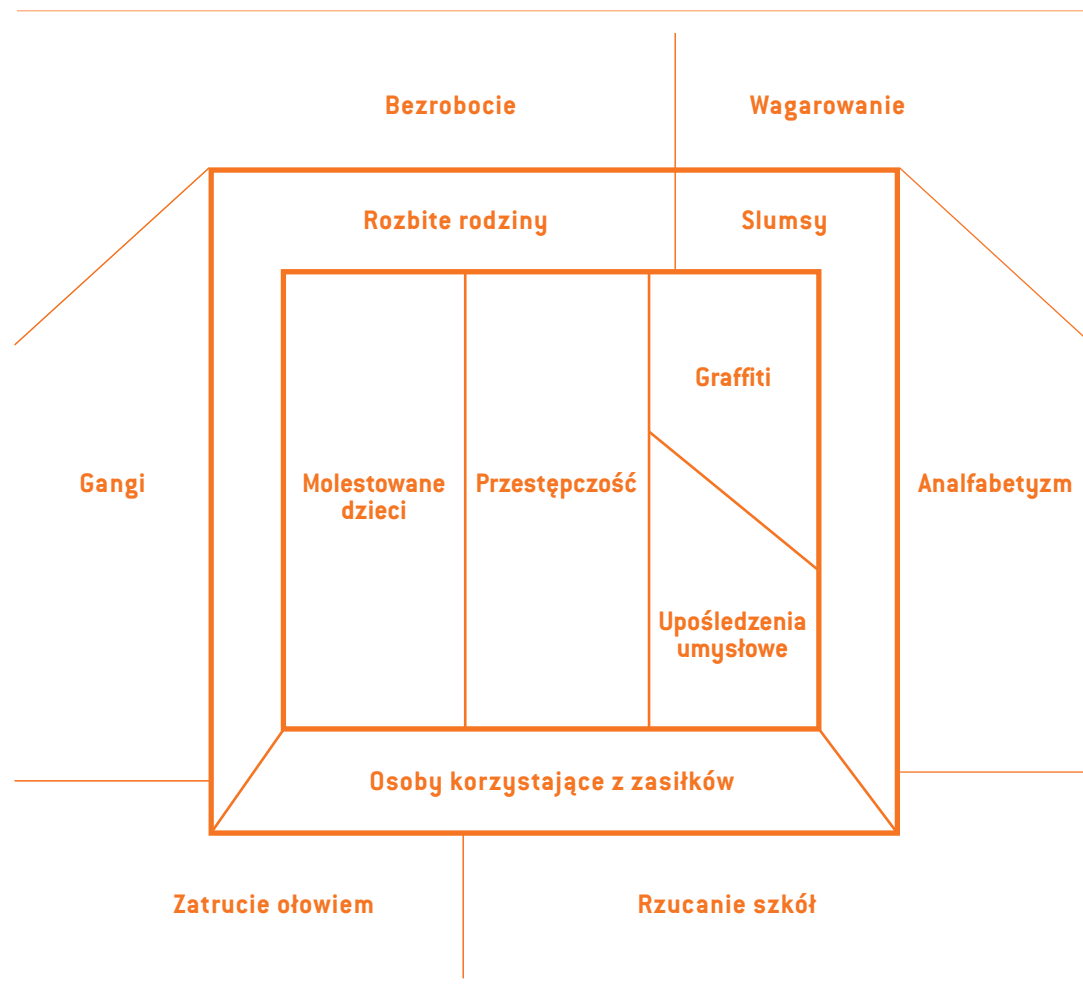 Bezrobocie
Wagarowanie
Rozbite rodziny
Slumsy
Graffiti
Gangi
Molestowane
dzieci
Przestępczość
Analfabetyzm
Upośledzenia
umysłowe
Osoby korzystające z zasiłków
Zatrucie ołowiem
Rzucanie szkół